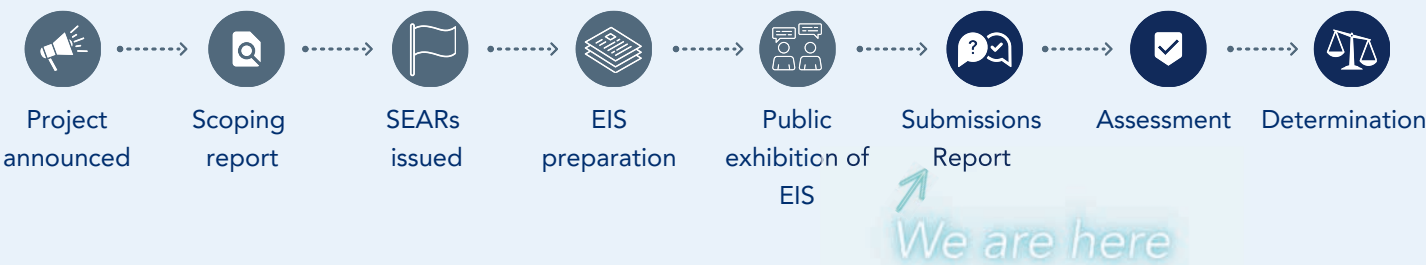 Project
announced
Scoping
report
SEARs
issued
EIS
preparation
Public
exhibition of
EIS
Submissions
Report
Assessment
Determination
We are here